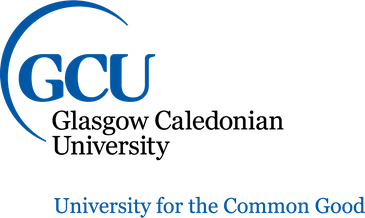 GCU
Glasgow Caledonian
University
University for the Common Good